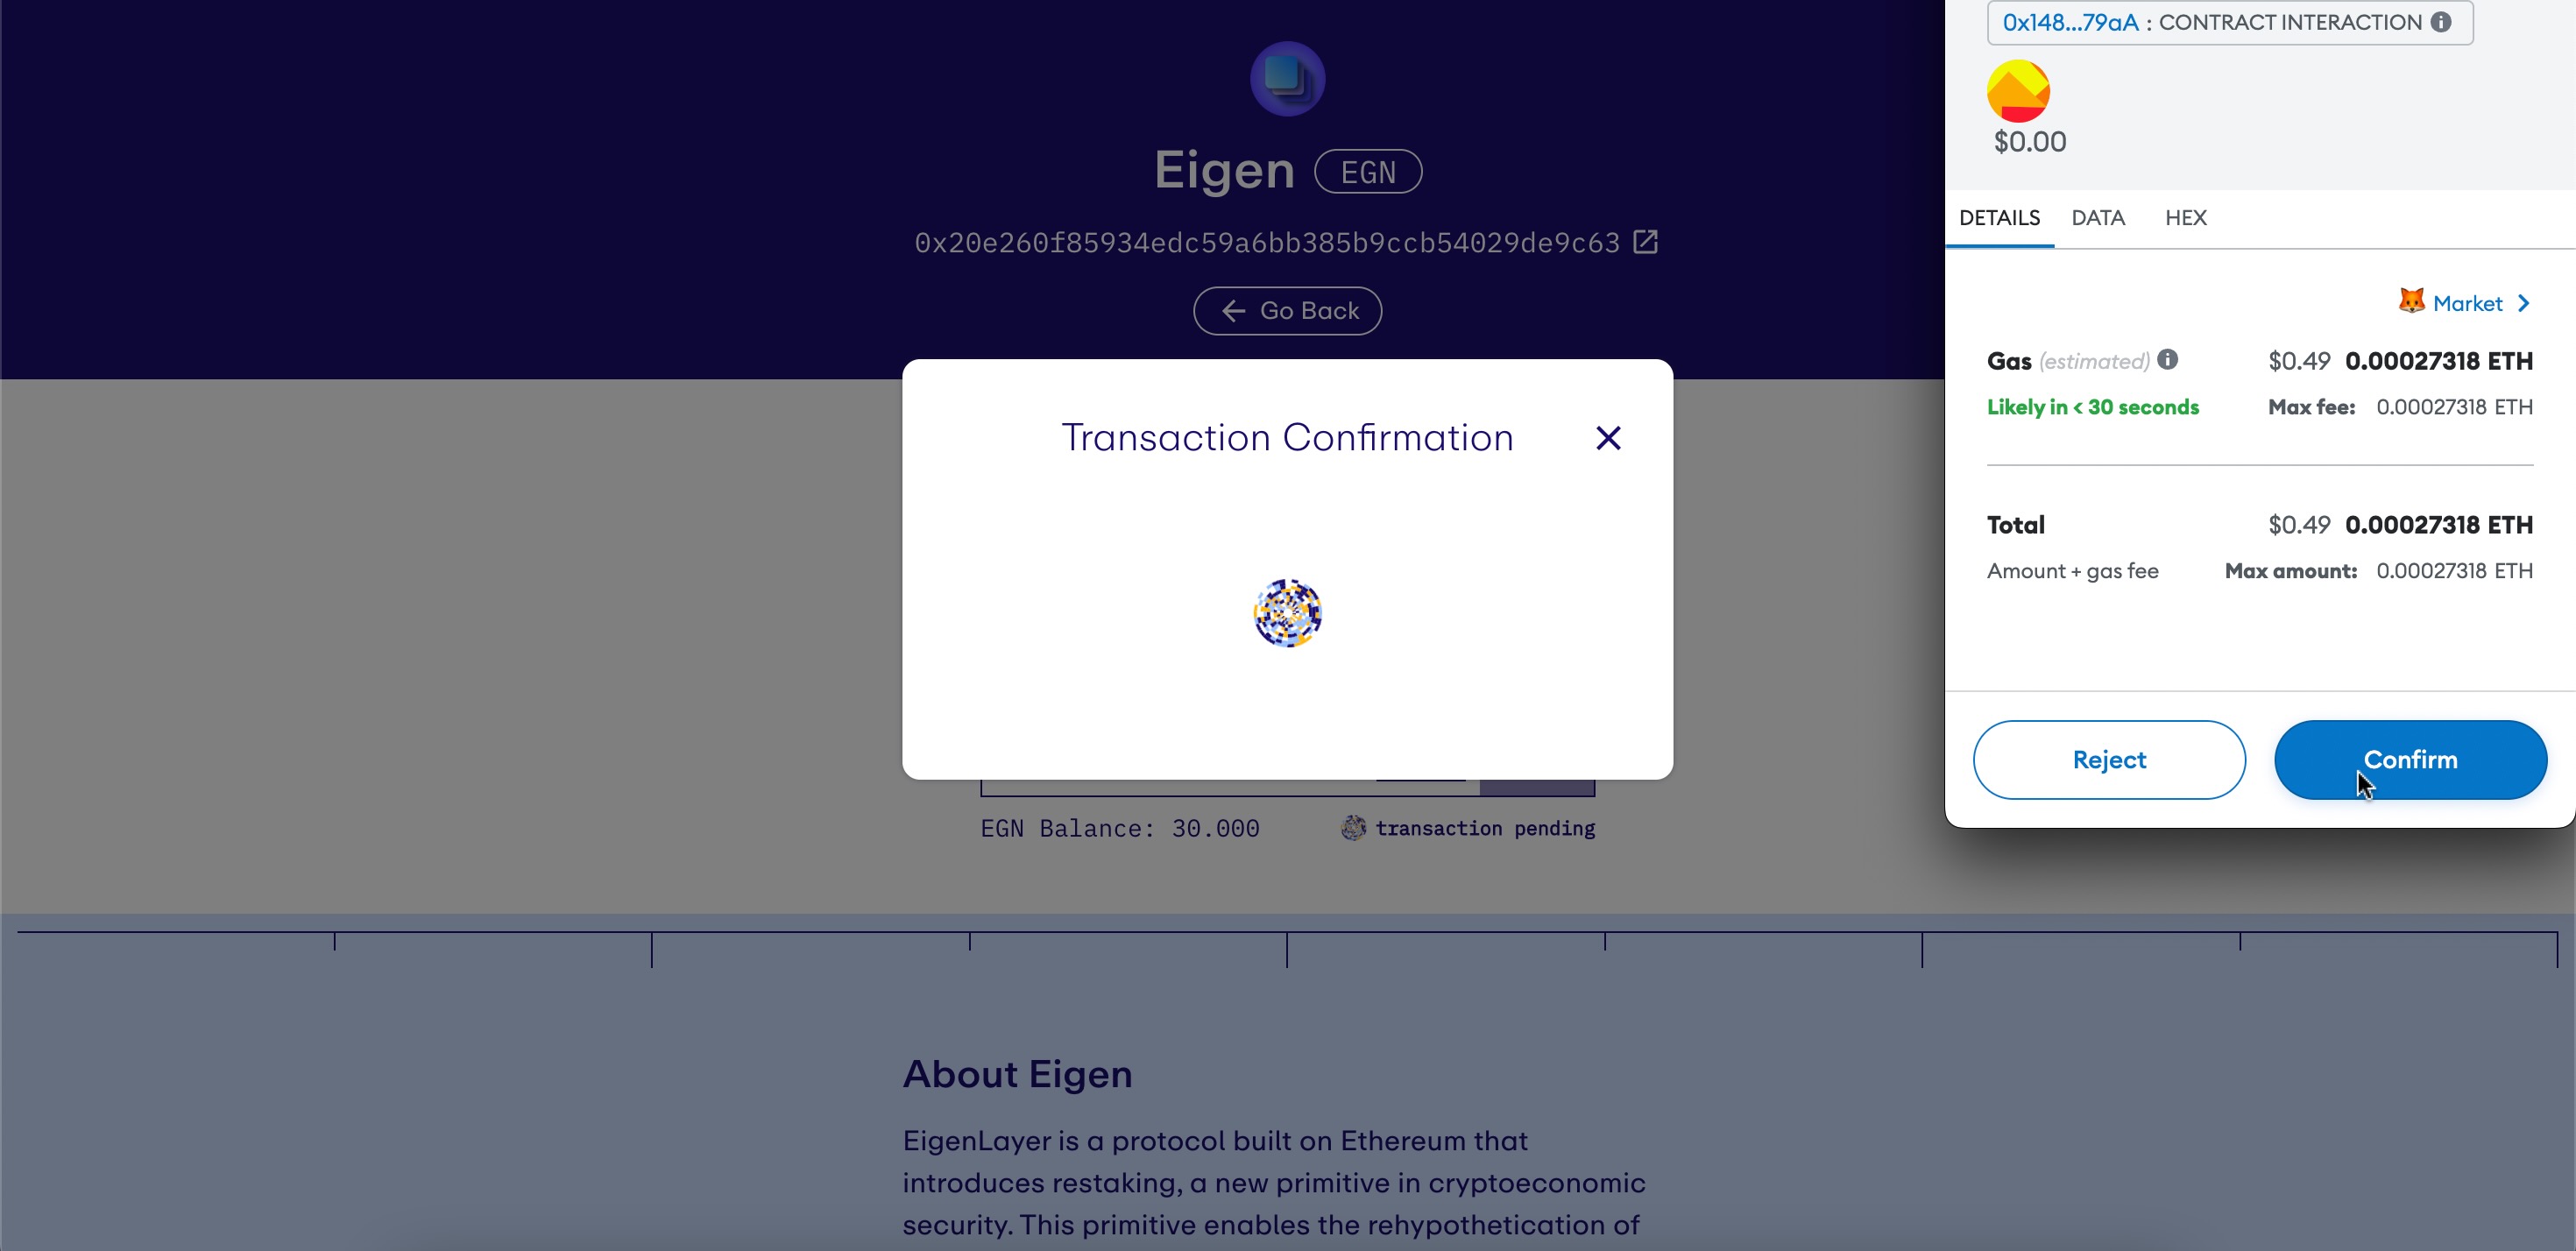 Eigen EGN
0x20e260f85934edc59a6bb385b9ccb54029de9c63
Go Back
Transaction Confirmation
EGN Balance: 30.000
transaction pending
About Eigen
EigenLayer is a protocol built on Ethereum that
introduces restaking, a new primitive in cryptoeconomic
security. This primitive enables the rehypothetication of
0x148...79aA : CONTRACT INTERACTION
$0.00
DETAILS DATA HEX
Market
Gas (estimated) $0.49 0.00027318 ETH
Likely in < 30 seconds Max fee: 0.00027318 ETH
Total $0.49 0.00027318 ETH
Amount + gas fee Max amount: 0.00027318 ETH
Reject Confirm